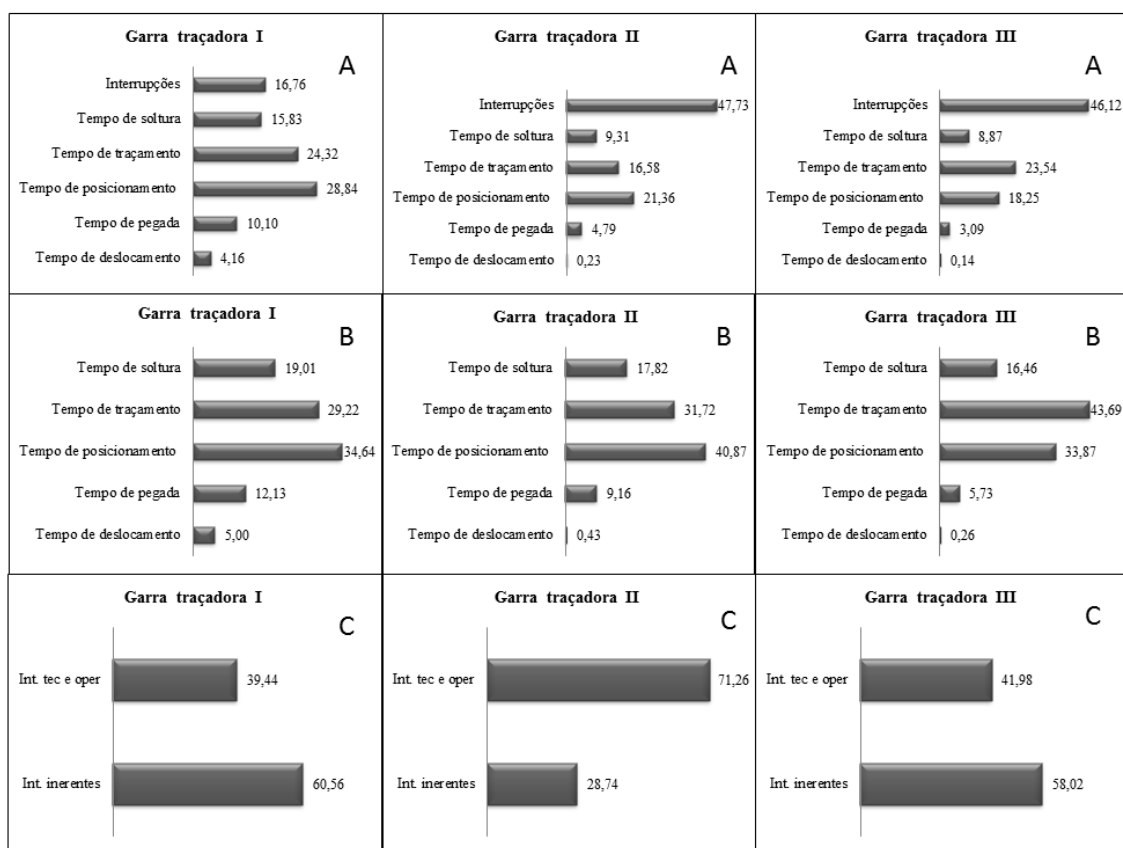 Garra traçadora I
A
Interrupções 16,76
Tempo de soltura 15,83
Tempo de traçamento 24,32
Tempo de posicionamento 28,84
Tempo de pegada 10,10
Tempo de deslocamento 4,16
Garra traçadora II
A
Interrupções 47,73
Tempo de soltura 9,31
Tempo de traçamento 16,58
Tempo de posicionamento 21,36
Tempo de pegada 4,79
Tempo de deslocamento 0,23
Garra traçadora III
A
Interrupções 46,12
Tempo de soltura 8,87
Tempo de traçamento 23,54
Tempo de posicionamento 18,25
Tempo de pegada 3,09
Tempo de deslocamento 0,14
Garra traçadora I
B
Tempo de soltura 19,01
Tempo de traçamento 29,22
Tempo de posicionamento 34,64
Tempo de pegada 12,13
Tempo de deslocamento 5,00
Garra traçadora II
B
Tempo de soltura 17,82
Tempo de traçamento 31,72
Tempo de posicionamento 40,87
Tempo de pegada 9,16
Tempo de deslocamento 0,43
Garra traçadora III
B
Tempo de soltura 16,46
Tempo de traçamento 43,69
Tempo de posicionamento 33,87
Tempo de pegada 5,73
Tempo de deslocamento 0,26
Garra traçadora I
C
Int. tec e oper 39,44
Int. inerentes 60,56
Garra traçadora II
C
Int. tec e oper 71,26
Int. inerentes 28,74
Garra traçadora III
C
Int. tec e oper 41,98
Int. inerentes 58,02